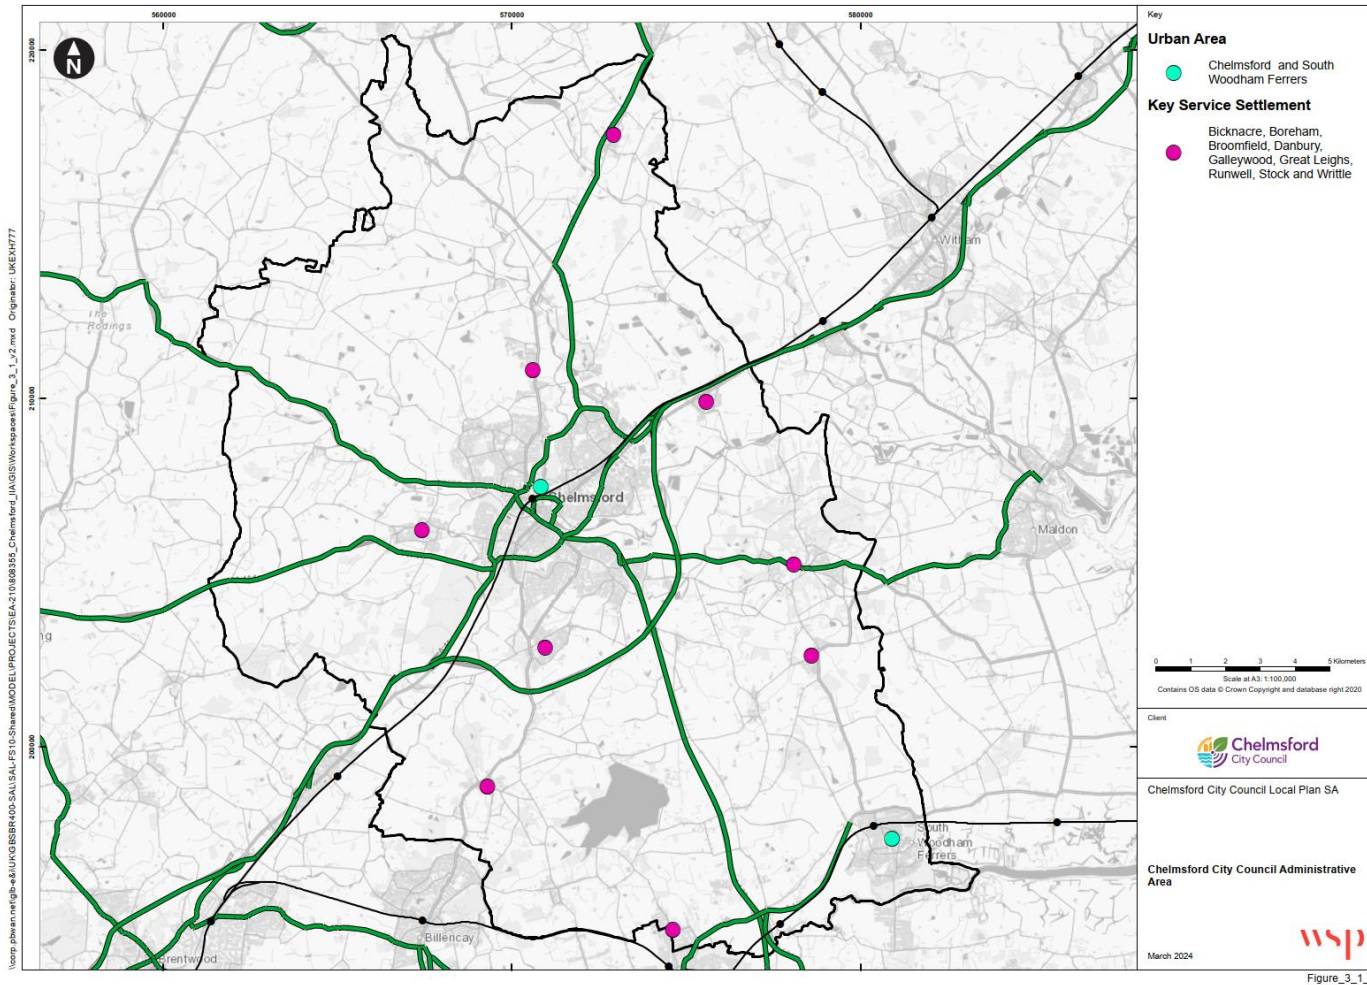 560000
570000
580000
220000
210000
200000
N
The
Rodings
Witham
Chelmsford
Maldon
South
Woodham
Ferrers
Billericay
Brentwood
ng
Key
Urban Area
Chelmsford and South
Woodham Ferrers
Key Service Settlement
Bicknacre, Boreham,
Broomfield, Danbury,
Galleywood, Great Leighs,
Runwell, Stock and Writtle
0 1 2 3 4 5 Kilometers
Scale at A3: 1:100,000
Contains OS data © Crown Copyright and database right 2020
Client
Chelmsford
City Council
Chelmsford City Council Local Plan SA
Chelmsford City Council Administrative
Area
March 2024
wsp
Figure_3_1_